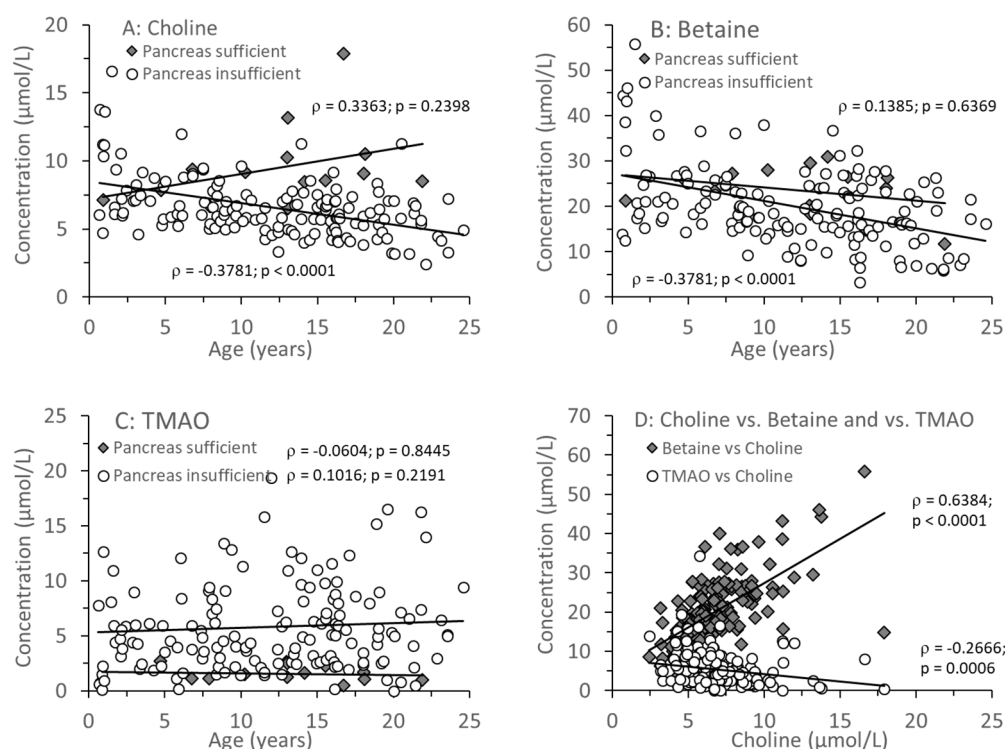 A: Choline
Pancreas sufficient
Pancreas insufficient
ρ = 0.3363; p = 0.2398
ρ = -0.3781; p < 0.0001
Concentration (µmol/L)
20
15
10
5
0
0 5 10 15 20 25
Age (years)
B: Betaine
Pancreas sufficient
Pancreas insufficient
ρ = 0.1385; p = 0.6369
ρ = -0.3781; p < 0.0001
Concentration (µmol/L)
60
50
40
30
20
10
0
0 5 10 15 20 25
Age (years)
C: TMAO
Pancreas sufficient
Pancreas insufficient
ρ = -0.0604; p = 0.8445
ρ = 0.1016; p = 0.2191
Concentration (µmol/L)
25
20
15
10
5
0
0 5 10 15 20 25
Age (years)
D: Choline vs. Betaine and vs. TMAO
Betaine vs Choline
TMAO vs Choline
ρ = 0.6384;
p < 0.0001
ρ = -0.2666;
p = 0.0006
Concentration (µmol/L)
70
60
50
40
30
20
10
0
0 5 10 15 20 25
Choline (µmol/L)